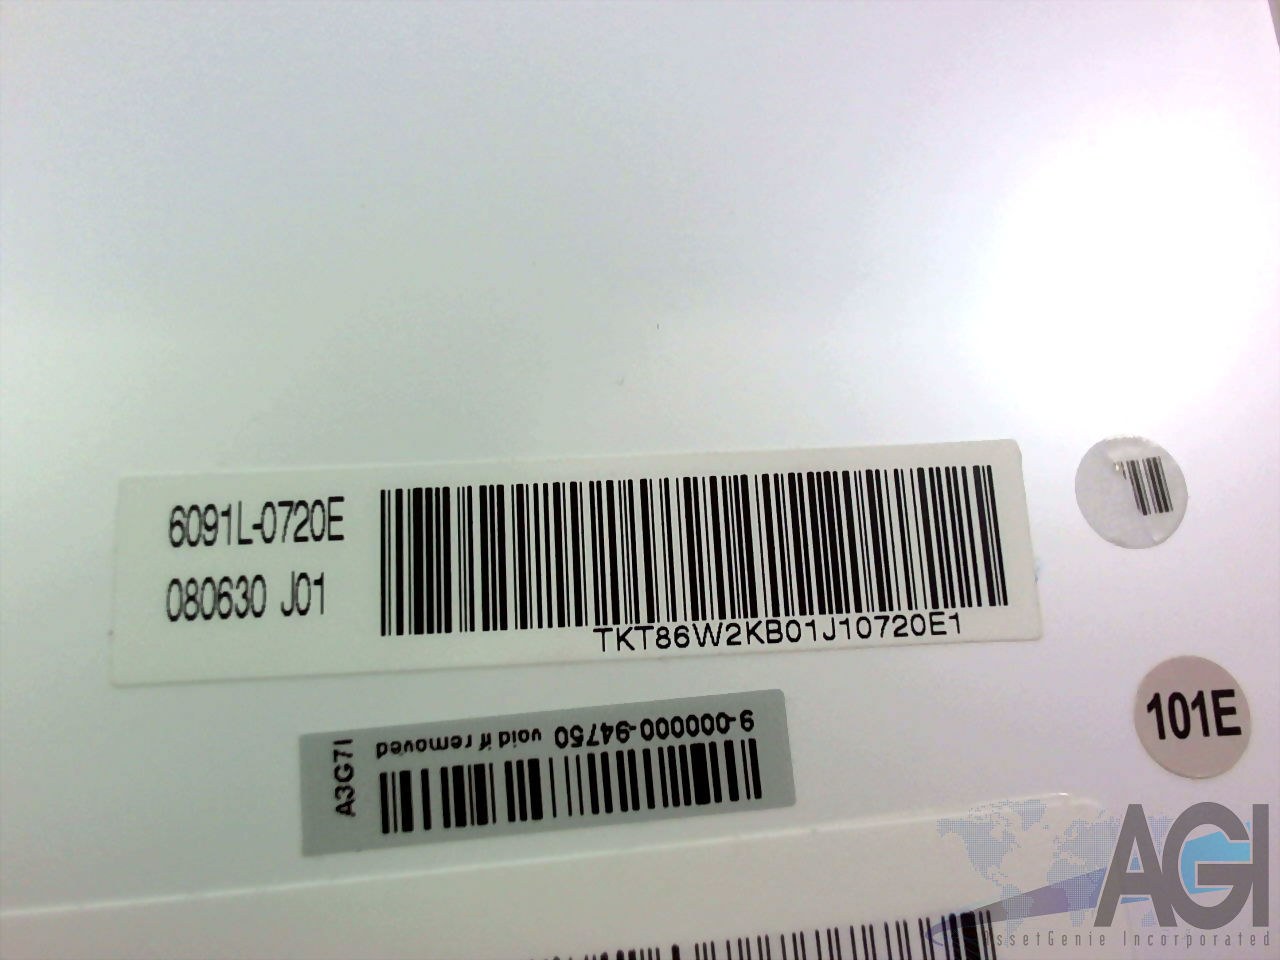 6091L-0720E
080630 J01
TKT86W2KB01J10720E1
101E
9-000000-94750 void if removed
A3G7I
AGI
AssetGenie Incorporated